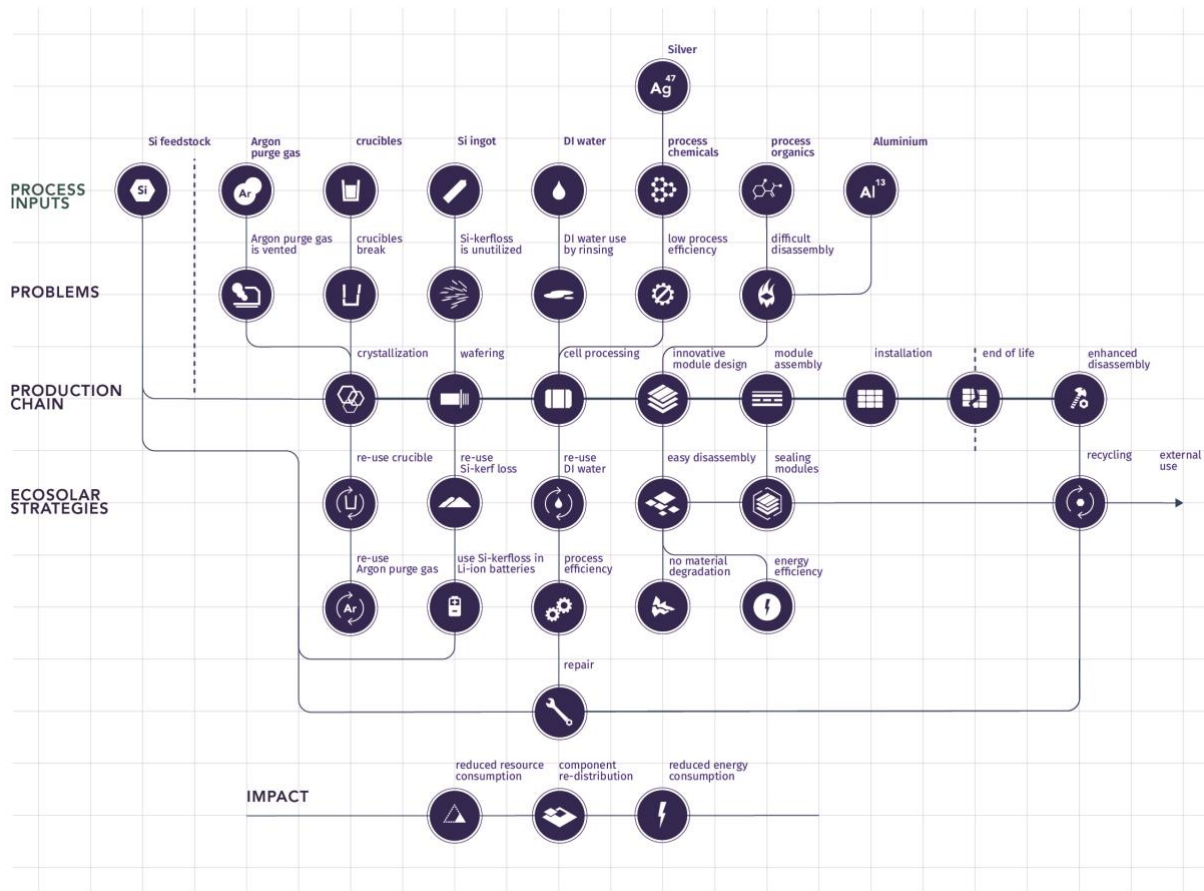 Silver
47
Ag
Si feedstock
Argon
purge gas
crucibles
Si ingot
DI water
process
chemicals
process
organics
Aluminium
PROCESS
INPUTS
Si
Ar
Al 13
Argon purge gas
is vented
crucibles
break
Si-kerfloss
is unutilized
DI water use
by rinsing
low process
efficiency
difficult
disassembly
PROBLEMS
crystallization
wafering
cell processing
innovative
module design
module
assembly
installation
end of life
enhanced
disassembly
PRODUCTION
CHAIN
re-use crucible
re-use
Si-kerf loss
re-use
DI water
easy disassembly
sealing
modules
recycling
external
use
ECOSOLAR
STRATEGIES
re-use
Argon purge gas
use Si-kerfloss in
Li-ion batteries
process
efficiency
no material
degradation
energy
efficiency
Ar
repair
reduced resource
consumption
component
re-distribution
reduced energy
consumption
IMPACT